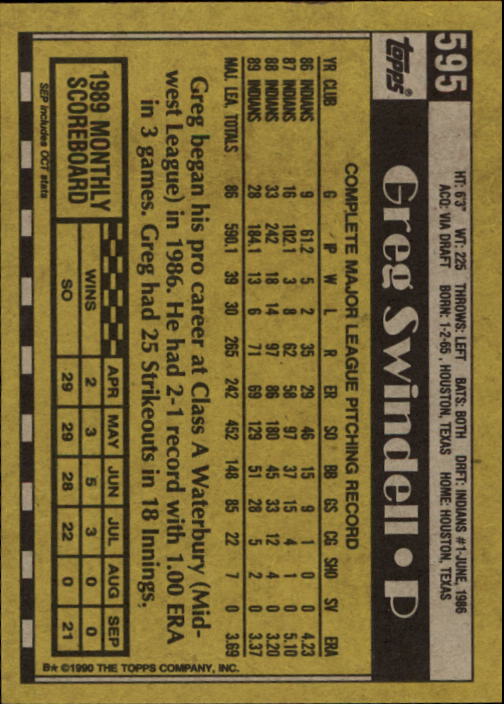 595
topps®
HT: 6'3" WT: 225 THROWS: LEFT BATS: BOTH DRFT: INDIANS #1-JUNE, 1986
ACQ: VIA DRAFT BORN: 1-2-65, HOUSTON, TEXAS HOME: HOUSTON, TEXAS
Greg Swindell • P
COMPLETE MAJOR LEAGUE PITCHING RECORD
YR CLUB G IP W L R ER SO BB GS CG SHO SV ERA
86 INDIANS 9 61.2 5 2 35 29 46 15 9 1 0 0 4.23
87 INDIANS 16 102.1 3 8 62 58 97 37 15 4 1 0 5.10
88 INDIANS 33 242 18 14 97 86 180 45 33 12 4 0 3.20
89 INDIANS 28 184.1 13 6 71 69 129 51 28 5 2 0 3.37
MAJ. LEA. TOTALS 86 590.1 39 30 265 242 452 148 85 22 7 0 3.69
Greg began his pro career at Class A Waterbury (Mid-
west League) in 1986. He had 2-1 record with 1.00 ERA
in 3 games. Greg had 25 Strikeouts in 18 Innings.
1989 MONTHLY
SCOREBOARD
APR MAY JUN JUL AUG SEP
WINS 2 3 5 3 0 0
SO 29 29 28 22 0 21
SEP includes OCT stats
B★ ©1990 THE TOPPS COMPANY, INC.